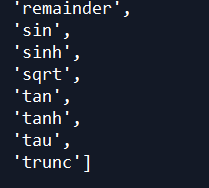 'remainder',
'sin',
'sinh',
'sqrt',
'tan',
'tanh',
'tau',
'trunc']